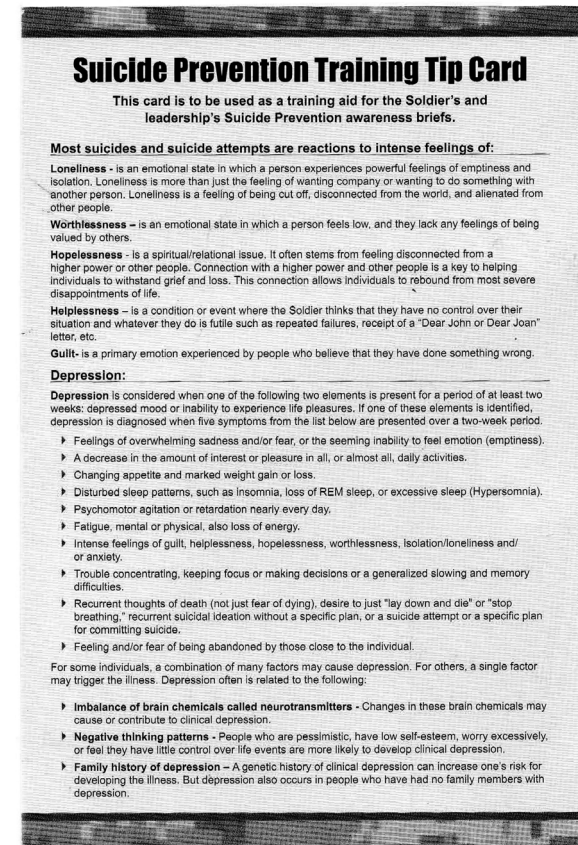 Suicide Prevention Training Tip Card
This card is to be used as a training aid for the Soldier's and
leadership's Suicide Prevention awareness briefs.
Most suicides and suicide attempts are reactions to intense feelings of:
Loneliness - is an emotional state in which a person experiences powerful feelings of emptiness and
isolation. Loneliness is more than just the feeling of wanting company or wanting to do something with
another person. Loneliness is a feeling of being cut off, disconnected from the world, and alienated from
other people.
Worthlessness – is an emotional state in which a person feels low, and they lack any feelings of being
valued by others.
Hopelessness - is a spiritual/relational issue. It often stems from feeling disconnected from a
higher power or other people. Connection with a higher power and other people is a key to helping
individuals to withstand grief and loss. This connection allows individuals to rebound from most severe
disappointments of life.
Helplessness – is a condition or event where the Soldier thinks that they have no control over their
situation and whatever they do is futile such as repeated failures, receipt of a "Dear John or Dear Joan"
letter, etc.
Guilt- is a primary emotion experienced by people who believe that they have done something wrong.
Depression:
Depression is considered when one of the following two elements is present for a period of at least two
weeks: depressed mood or inability to experience life pleasures. If one of these elements is identified,
depression is diagnosed when five symptoms from the list below are presented over a two-week period.
Feelings of overwhelming sadness and/or fear, or the seeming inability to feel emotion (emptiness).
A decrease in the amount of interest or pleasure in all, or almost all, daily activities.
Changing appetite and marked weight gain or loss.
Disturbed sleep patterns, such as insomnia, loss of REM sleep, or excessive sleep (Hypersomnia).
Psychomotor agitation or retardation nearly every day.
Fatigue, mental or physical, also loss of energy.
Intense feelings of guilt, helplessness, hopelessness, worthlessness, isolation/loneliness and/
or anxiety.
Trouble concentrating, keeping focus or making decisions or a generalized slowing and memory
difficulties.
Recurrent thoughts of death (not just fear of dying), desire to just "lay down and die" or "stop
breathing," recurrent suicidal ideation without a specific plan, or a suicide attempt or a specific plan
for committing suicide.
Feeling and/or fear of being abandoned by those close to the individual.
For some individuals, a combination of many factors may cause depression. For others, a single factor
may trigger the illness. Depression often is related to the following:
Imbalance of brain chemicals called neurotransmitters - Changes in these brain chemicals may
cause or contribute to clinical depression.
Negative thinking patterns - People who are pessimistic, have low self-esteem, worry excessively,
or feel they have little control over life events are more likely to develop clinical depression.
Family history of depression – A genetic history of clinical depression can increase one's risk for
developing the illness. But depression also occurs in people who have had no family members with
depression.